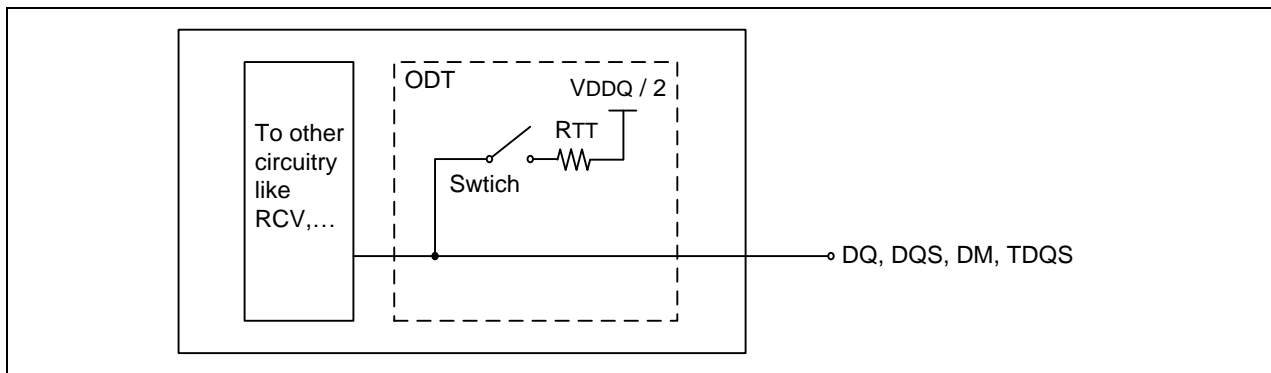 ODT
VDDQ / 2
To other
circuitry
like
RCV,…
RTT
Swtich
DQ, DQS, DM, TDQS